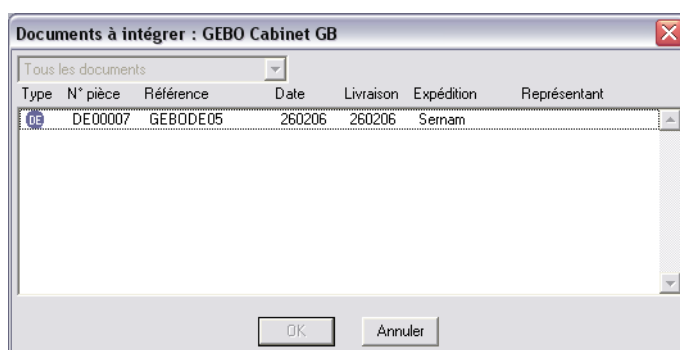 Documents à intégrer : GEBO Cabinet GB
Tous les documents
Type N° pièce Référence Date Livraison Expédition Représentant
DE DE00007 GEBODE05 260206 260206 Sernam
OK Annuler